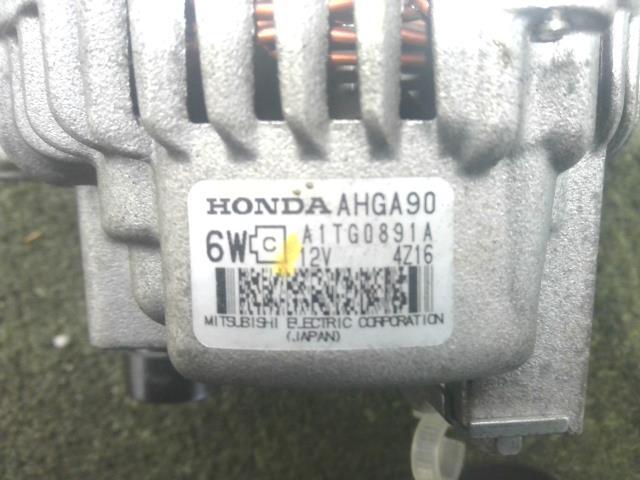 HONDA AHGA90
6W C A1TG0891A
12V 4Z16
MITSUBISHI ELECTRIC CORPORATION
(JAPAN)